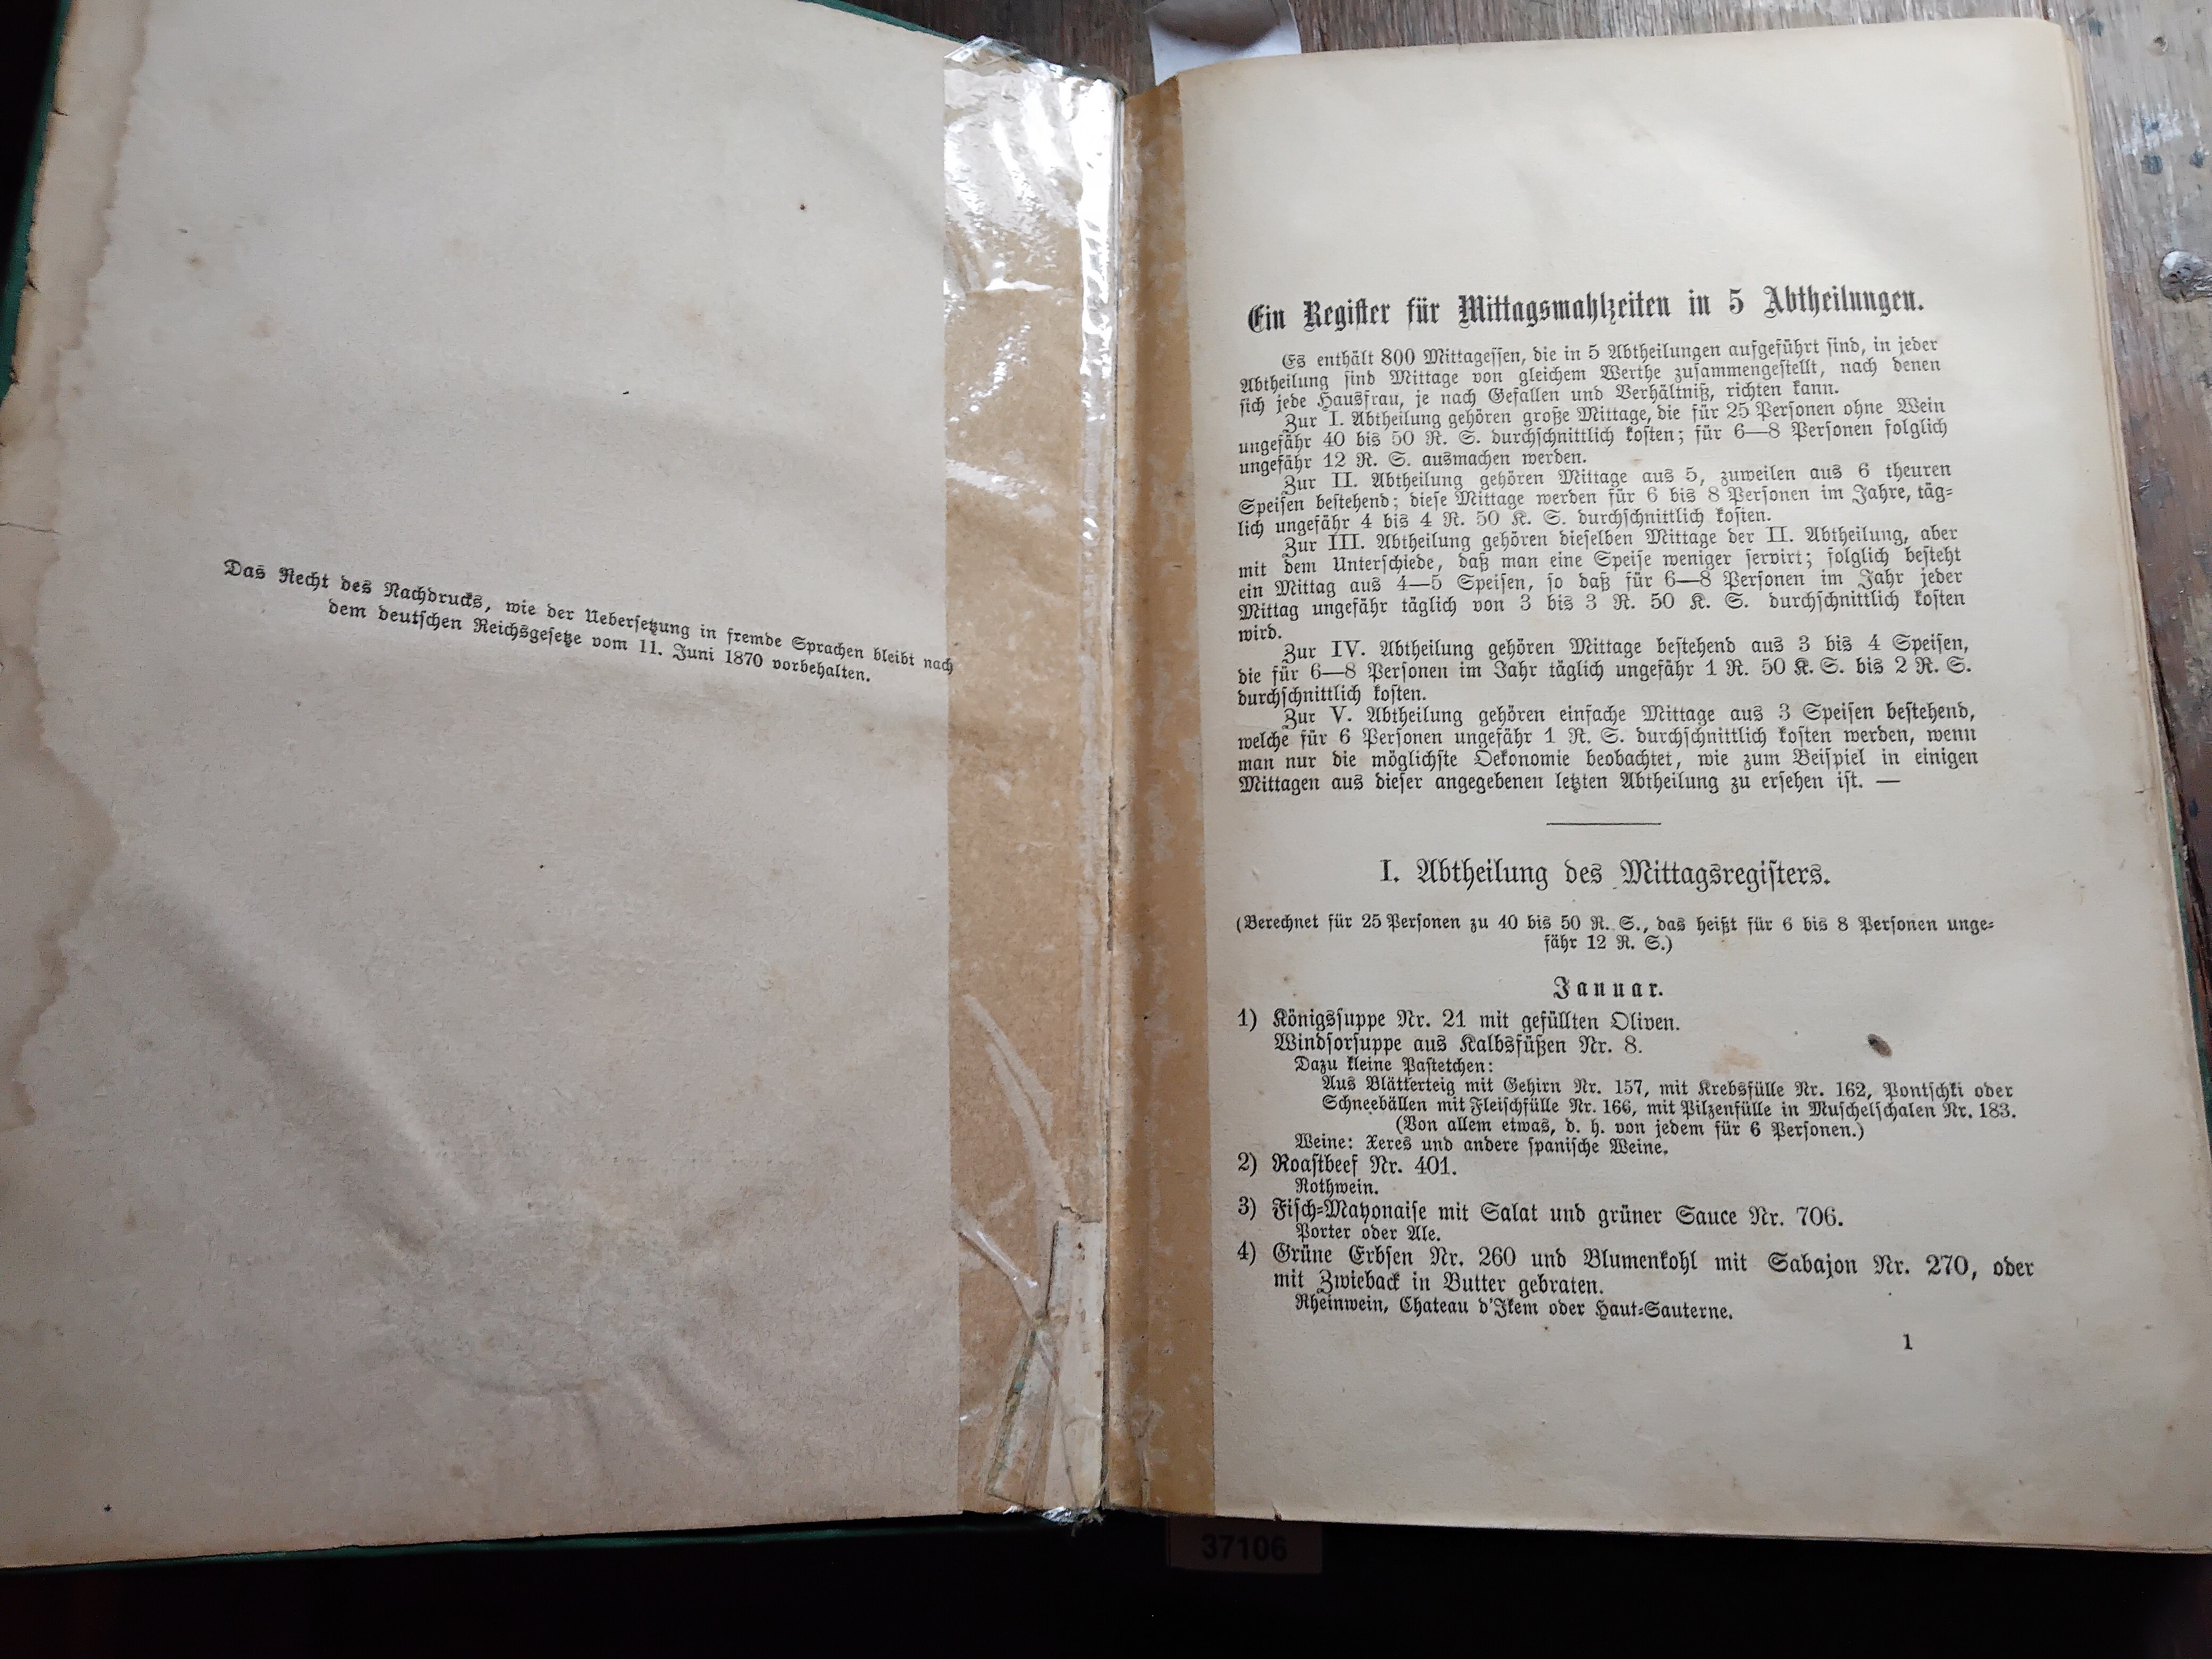 Das Recht des Nachdrucks, wie der Uebersetzung in fremde Sprachen bleibt nach
dem deutschen Reichsgesetze vom 11. Juni 1870 vorbehalten.
Ein Register für Mittagsmahlzeiten in 5 Abtheilungen.
Es enthält 800 Mittagessen, die in 5 Abtheilungen aufgeführt sind, in jeder
Abtheilung sind Mittage von gleichem Werthe zusammengestellt, nach denen
sich jede Hausfrau, je nach Gefallen und Verhältniß, richten kann.
Zur I. Abtheilung gehören große Mittage, die für 25 Personen ohne Wein
ungefähr 40 bis 50 R. S. durchschnittlich kosten; für 6—8 Personen folglich
ungefähr 12 R. S. ausmachen werden.
Zur II. Abtheilung gehören Mittage aus 5, zuweilen aus 6 theuren
Speisen bestehend; diese Mittage werden für 6 bis 8 Personen im Jahre, täg-
lich ungefähr 4 bis 4 R. 50 K. S. durchschnittlich kosten.
Zur III. Abtheilung gehören dieselben Mittage der II. Abtheilung, aber
mit dem Unterschiede, daß man eine Speise weniger servirt; folglich besteht
ein Mittag aus 4—5 Speisen, so daß für 6—8 Personen im Jahr jeder
Mittag ungefähr täglich von 3 bis 3 R. 50 K. S. durchschnittlich kosten
wird.
Zur IV. Abtheilung gehören Mittage bestehend aus 3 bis 4 Speisen,
die für 6—8 Personen im Jahr täglich ungefähr 1 R. 50 K. S. bis 2 R. S.
durchschnittlich kosten.
Zur V. Abtheilung gehören einfache Mittage aus 3 Speisen bestehend,
welche für 6 Personen ungefähr 1 R. S. durchschnittlich kosten werden, wenn
man nur die möglichste Oekonomie beobachtet, wie zum Beispiel in einigen
Mittagen aus dieser angegebenen letzten Abtheilung zu ersehen ist. —
I. Abtheilung des Mittagsregisters.
(Berechnet für 25 Personen zu 40 bis 50 R. S., das heißt für 6 bis 8 Personen unge-
fähr 12 R. S.)
Januar.
1) Königssuppe Nr. 21 mit gefüllten Oliven.
Windsorsuppe aus Kalbsfüßen Nr. 8.
Dazu kleine Pastetchen:
Aus Blätterteig mit Gehirn Nr. 157, mit Krebsfülle Nr. 162, Pontschki oder
Schneebällen mit Fleischfülle Nr. 166, mit Pilzenfülle in Muschelschalen Nr. 183.
(Von allem etwas, d. h. von jedem für 6 Personen.)
Weine: Xeres und andere spanische Weine.
2) Roastbeef Nr. 401.
Rothwein.
3) Fisch-Mayonaise mit Salat und grüner Sauce Nr. 706.
Porter oder Ale.
4) Grüne Erbsen Nr. 260 und Blumenkohl mit Sabajon Nr. 270, oder
mit Zwieback in Butter gebraten.
Rheinwein, Chateau d'Ikem oder Haut-Sauterne.
1
37106